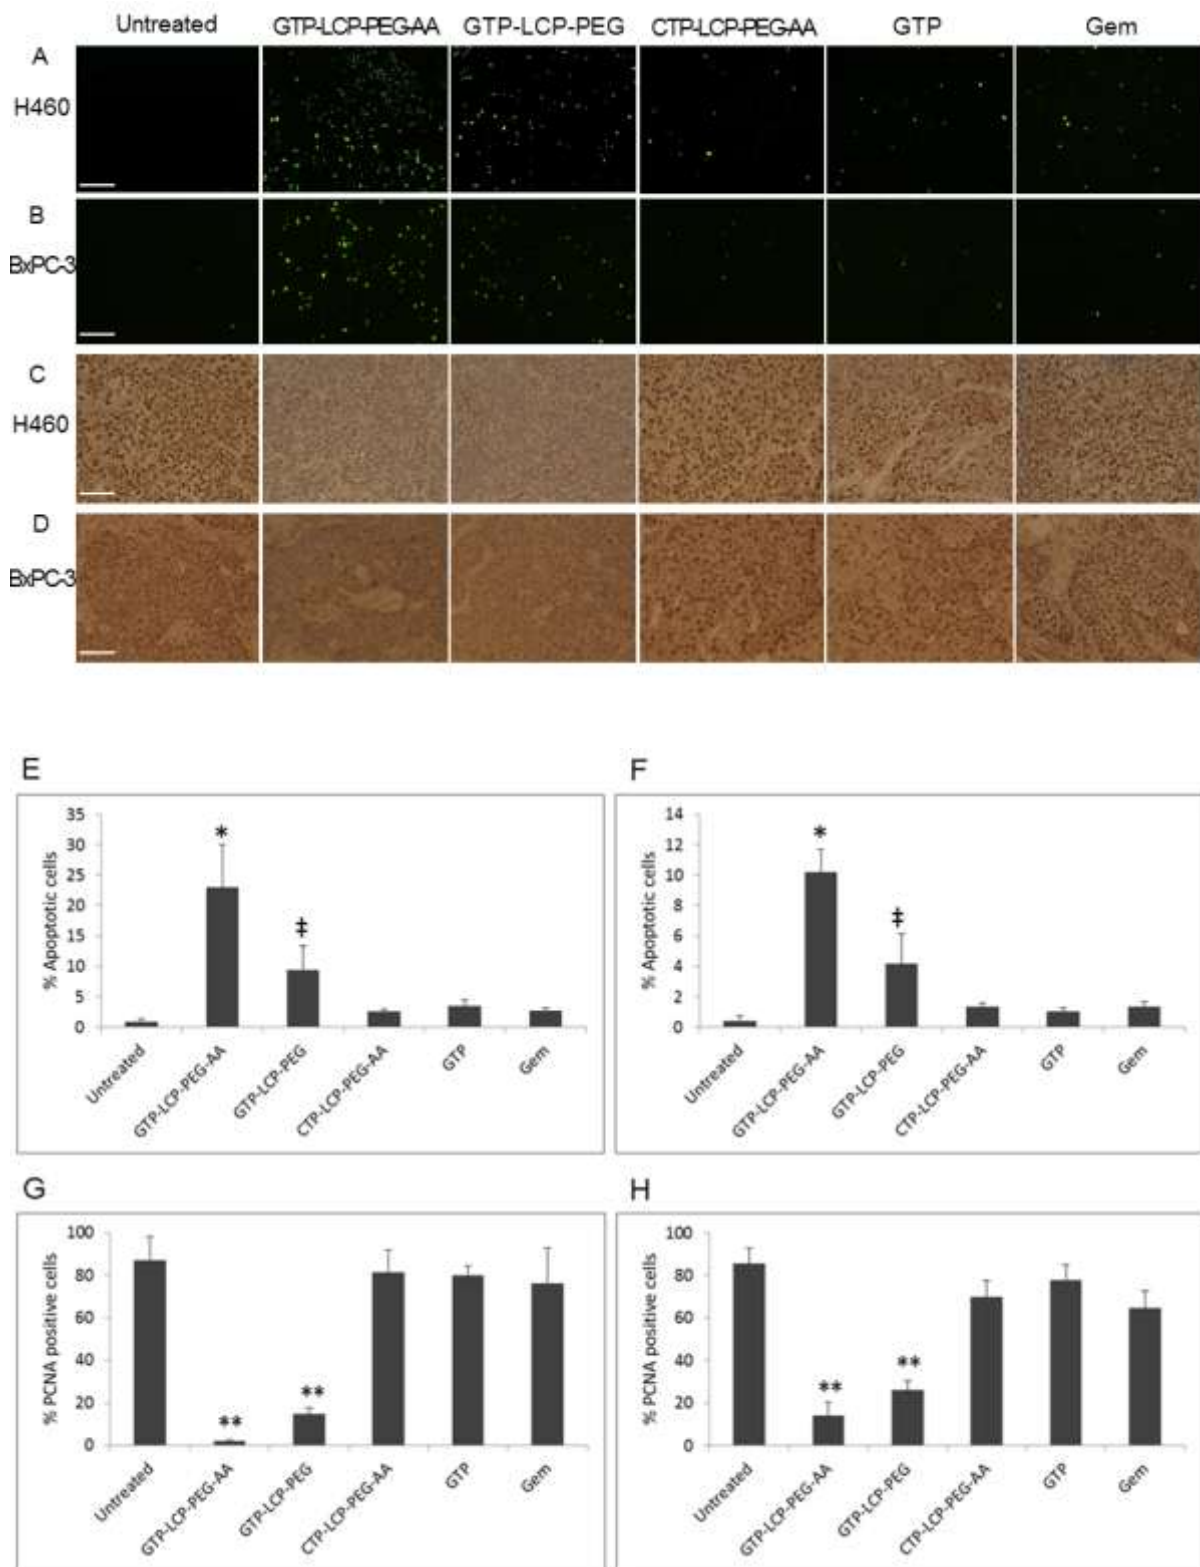 Untreated GTP-LCP-PEG-AA GTP-LCP-PEG CTP-LCP-PEG-AA GTP Gem
A
H460
B
BxPC-3
C
H460
D
BxPC-3
E
35
30
25
20
15
10
5
0
% Apoptotic cells
*
‡
Untreated
GTP-LCP-PEG-AA
GTP-LCP-PEG
CTP-LCP-PEG-AA
GTP
Gem
F
14
12
10
8
6
4
2
0
% Apoptotic cells
*
‡
Untreated
GTP-LCP-PEG-AA
GTP-LCP-PEG
CTP-LCP-PEG-AA
GTP
Gem
G
100
80
60
40
20
0
% PCNA positive cells
**
**
Untreated
GTP-LCP-PEG-AA
GTP-LCP-PEG
CTP-LCP-PEG-AA
GTP
Gem
H
100
80
60
40
20
0
% PCNA positive cells
**
**
Untreated
GTP-LCP-PEG-AA
GTP-LCP-PEG
CTP-LCP-PEG-AA
GTP
Gem